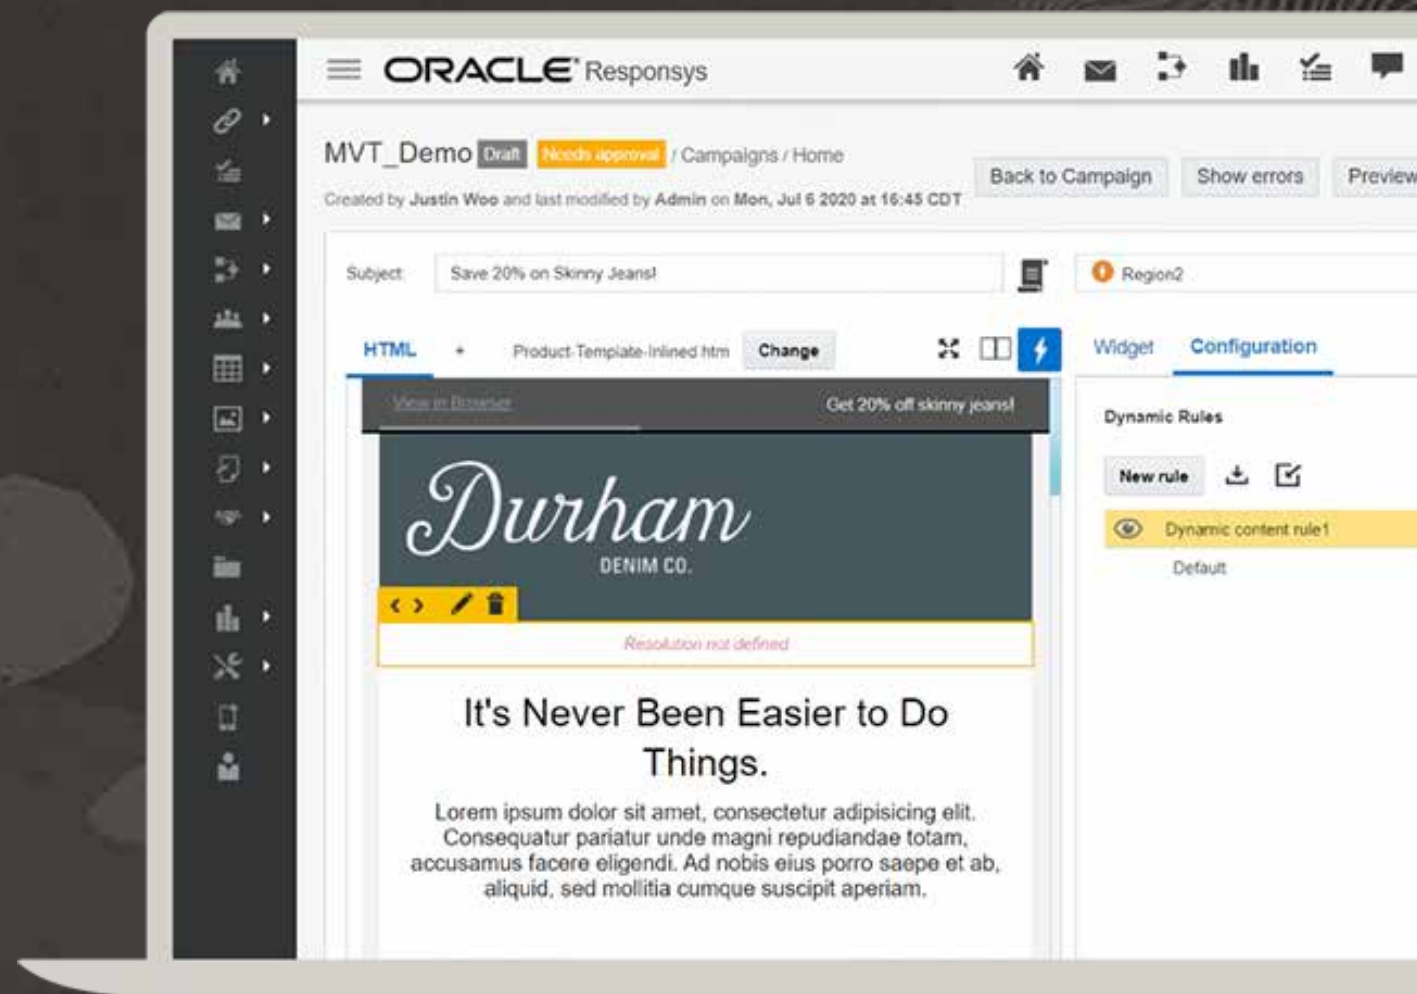 ORACLE Responsys
MVT_Demo Draft Needs approval / Campaigns / Home
Created by Justin Woo and last modified by Admin on Mon, Jul 6 2020 at 16:45 CDT
Back to Campaign Show errors Preview
Subject: Save 20% on Skinny Jeans!
Region2
HTML + Product-Template-Inlined htm Change
Widget Configuration
View in Browser Get 20% off skinny jeans!
Dynamic Rules
New rule
Dynamic content rule1
Default
Durham
DENIM CO.
Resolution not defined
It's Never Been Easier to Do
Things.
Lorem ipsum dolor sit amet, consectetur adipisicing elit.
Consequatur pariatur unde magni repudiandae totam,
accusamus facere eligendi. Ad nobis eius porro saepe et ab,
aliquid, sed mollitia cumque suscipit aperiam.